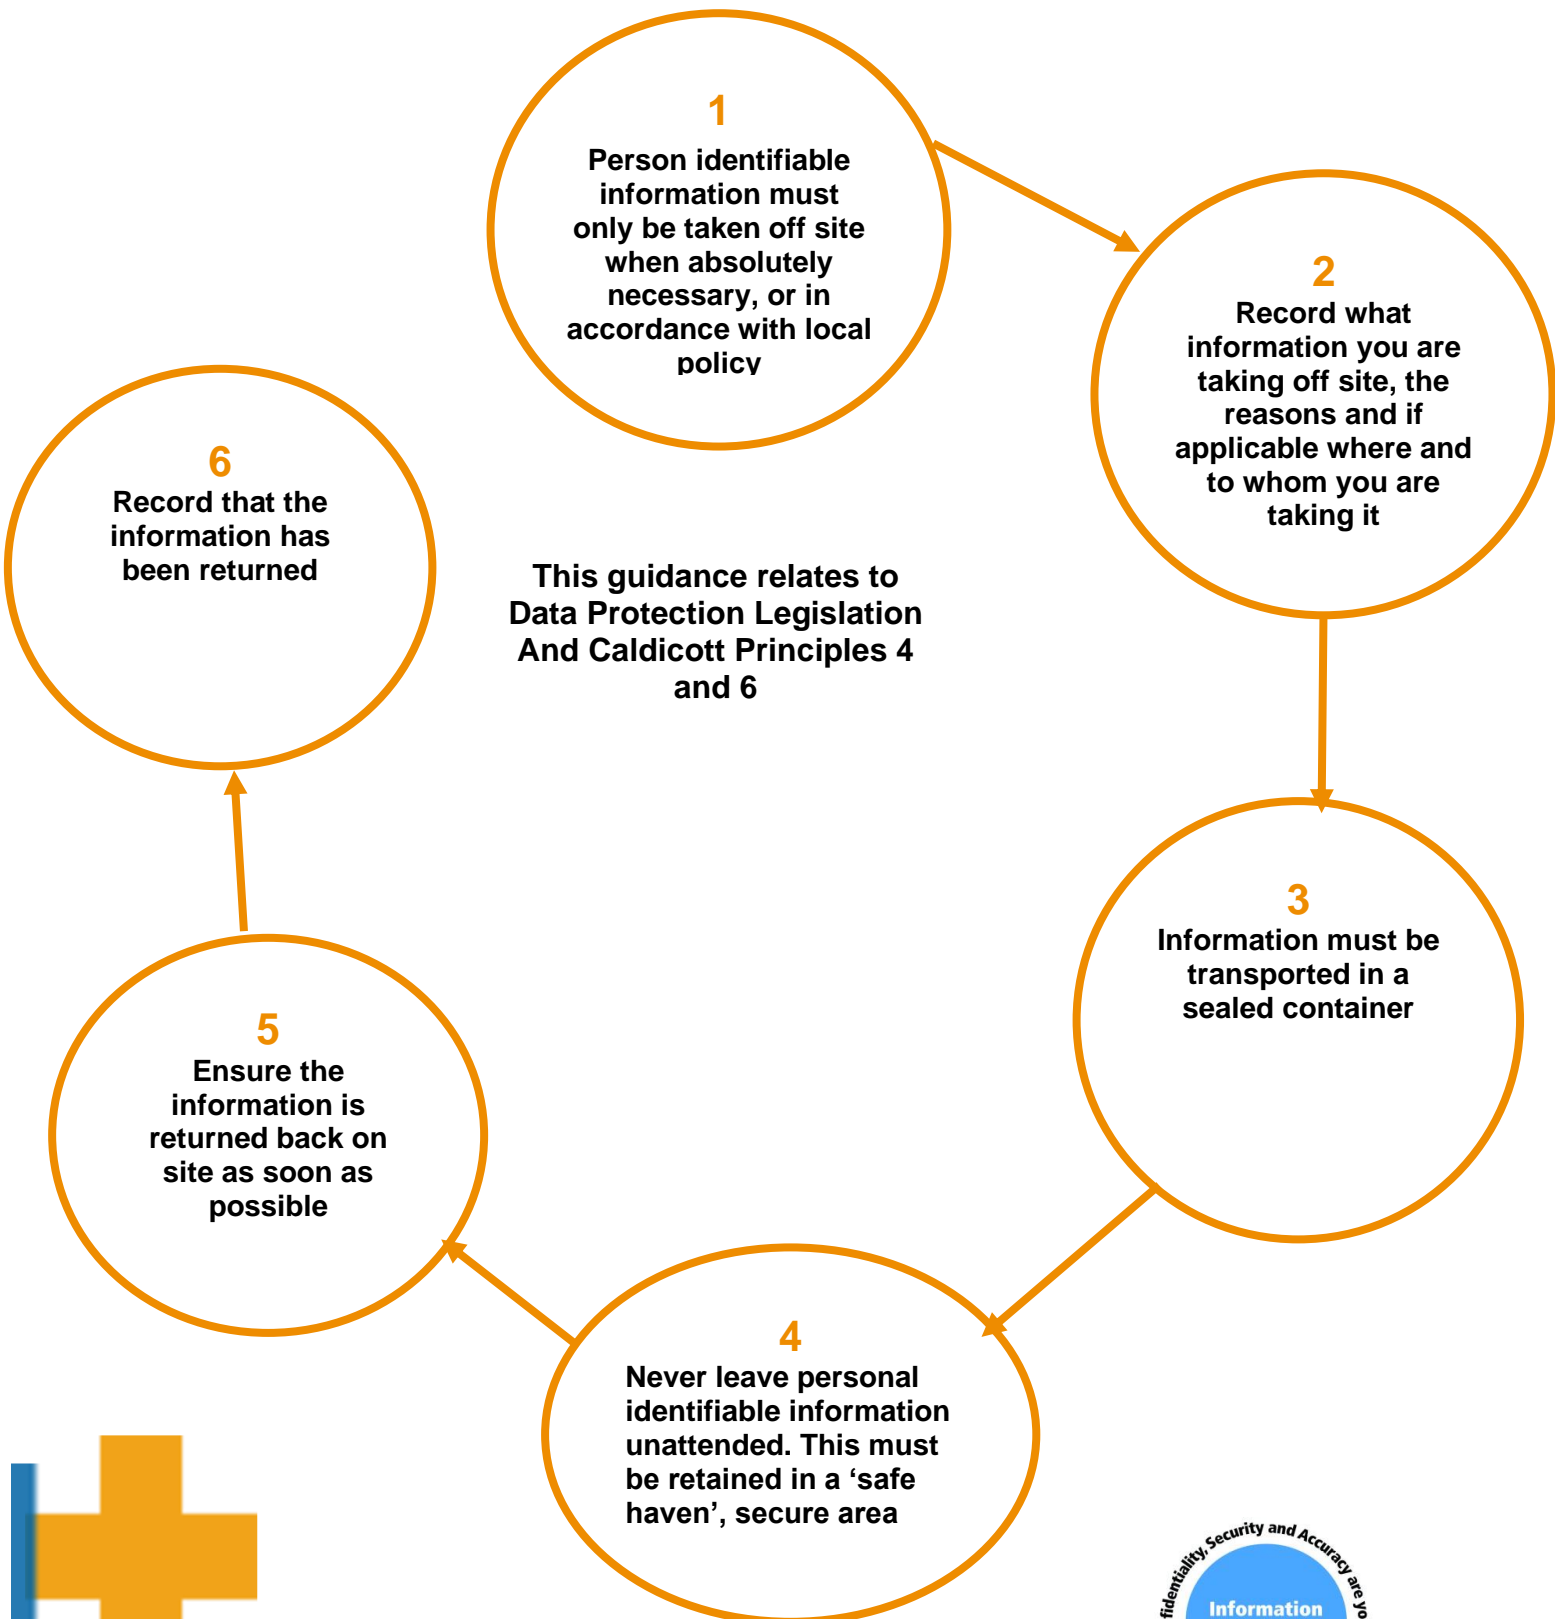 1
Person identifiable
information must
only be taken off site
when absolutely
necessary, or in
accordance with local
policy
2
Record what
information you are
taking off site, the
reasons and if
applicable where and
to whom you are
taking it
3
Information must be
transported in a
sealed container
4
Never leave personal
identifiable information
unattended. This must
be retained in a ‘safe
haven’, secure area
5
Ensure the
information is
returned back on
site as soon as
possible
6
Record that the
information has
been returned
This guidance relates to
Data Protection Legislation
And Caldicott Principles 4
and 6
Security and Accuracy are
Information